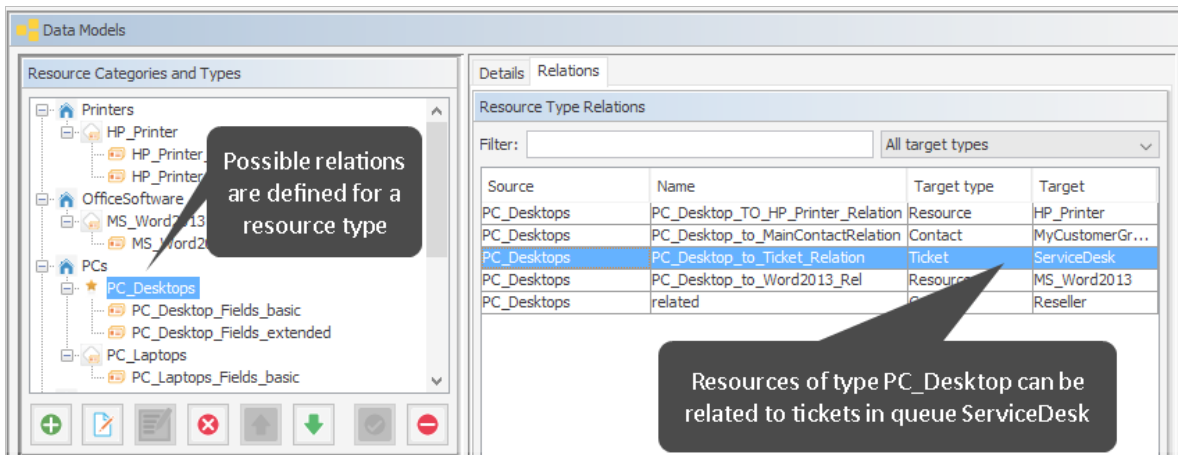 Data Models
Resource Categories and Types
Printers
HP_Printer
HP_Printer_
HP_Printer
OfficeSoftware
MS_Word2013
MS_Word20
PCs
PC_Desktops
PC_Desktop_Fields_basic
PC_Desktop_Fields_extended
PC_Laptops
PC_Laptops_Fields_basic
Possible relations
are defined for a
resource type
Details Relations
Resource Type Relations
Filter: All target types
Source Name Target type Target
PC_Desktops PC_Desktop_TO_HP_Printer_Relation Resource HP_Printer
PC_Desktops PC_Desktop_to_MainContactRelation Contact MyCustomerGr...
PC_Desktops PC_Desktop_to_Ticket_Relation Ticket ServiceDesk
PC_Desktops PC_Desktop_to_Word2013_Rel Resource MS_Word2013
PC_Desktops related Reseller
Resources of type PC_Desktop can be
related to tickets in queue ServiceDesk